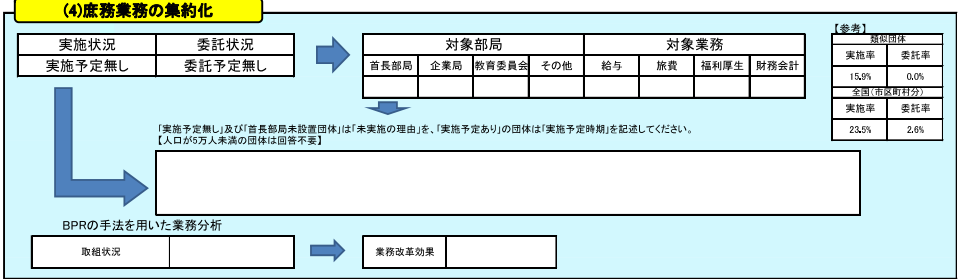 (4)庶務業務の集約化
実施状況 委託状況
実施予定無し 委託予定無し
対象部局 対象業務
首長部局 企業局 教育委員会 その他 給与 旅費 福利厚生 財務会計
【参考】
類似団体
実施率 委託率
15.9% 0.0%
全国(市区町村分)
実施率 委託率
23.5% 2.6%
「実施予定無し」及び「首長部局未設置団体」は「未実施の理由」を、「実施予定あり」の団体は「実施予定時期」を記述してください。
【人口が5万人未満の団体は回答不要】
BPRの手法を用いた業務分析
取組状況
業務改革効果